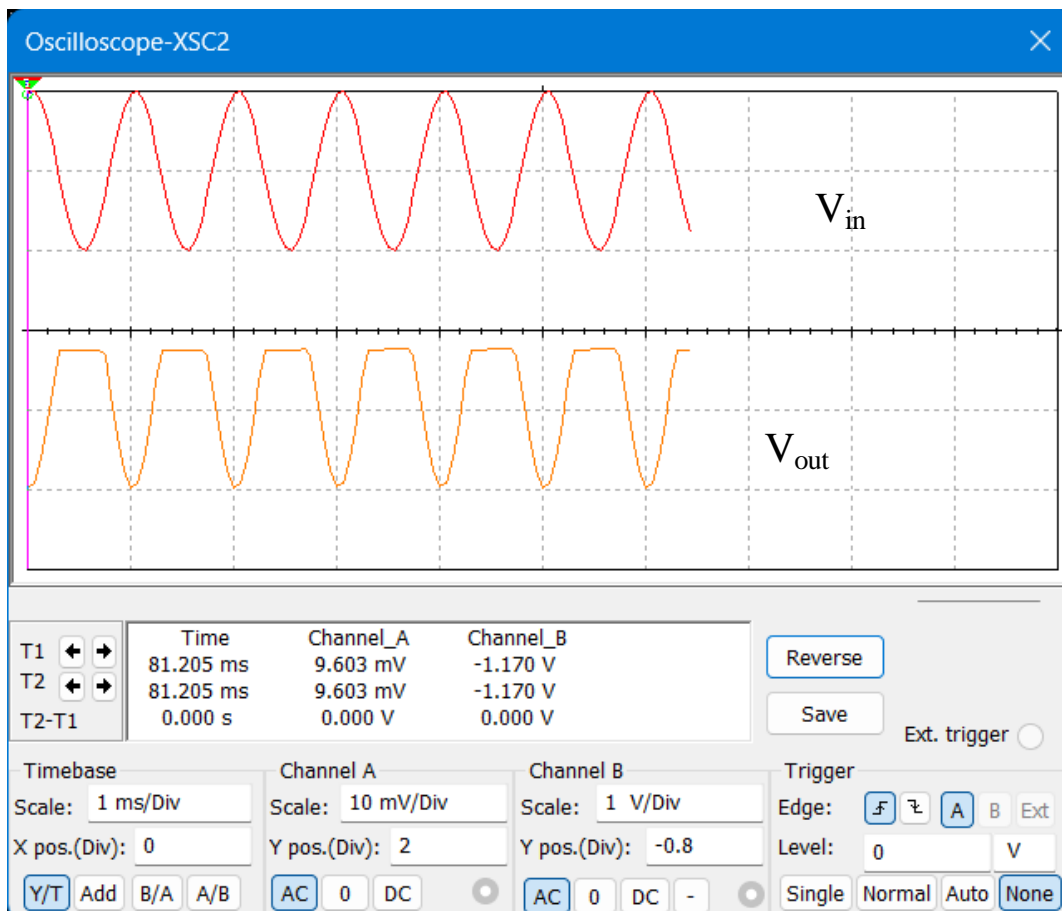 Oscilloscope-XSC2
V_in
V_out
T1
T2
T2-T1
Time Channel_A Channel_B
81.205 ms 9.603 mV -1.170 V
81.205 ms 9.603 mV -1.170 V
0.000 s 0.000 V 0.000 V
Reverse
Save
Ext. trigger
Timebase
Scale: 1 ms/Div
X pos.(Div): 0
Y/T Add B/A A/B
Channel A
Scale: 10 mV/Div
Y pos.(Div): 2
AC 0 DC
Channel B
Scale: 1 V/Div
Y pos.(Div): -0.8
AC 0 DC -
Trigger
Edge: A B Ext
Level: 0 V
Single Normal Auto None